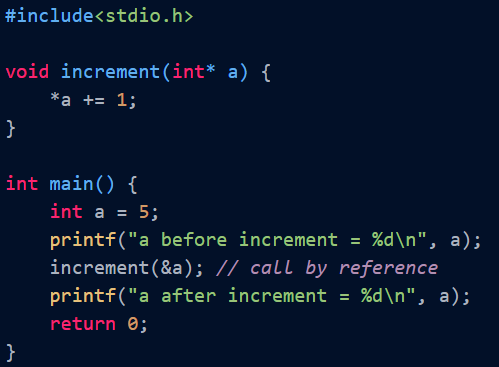 #include<stdio.h>

void increment(int* a) {
    *a += 1;
}

int main() {
    int a = 5;
    printf("a before increment = %d\n", a);
    increment(&a); // call by reference
    printf("a after increment = %d\n", a);
    return 0;
}